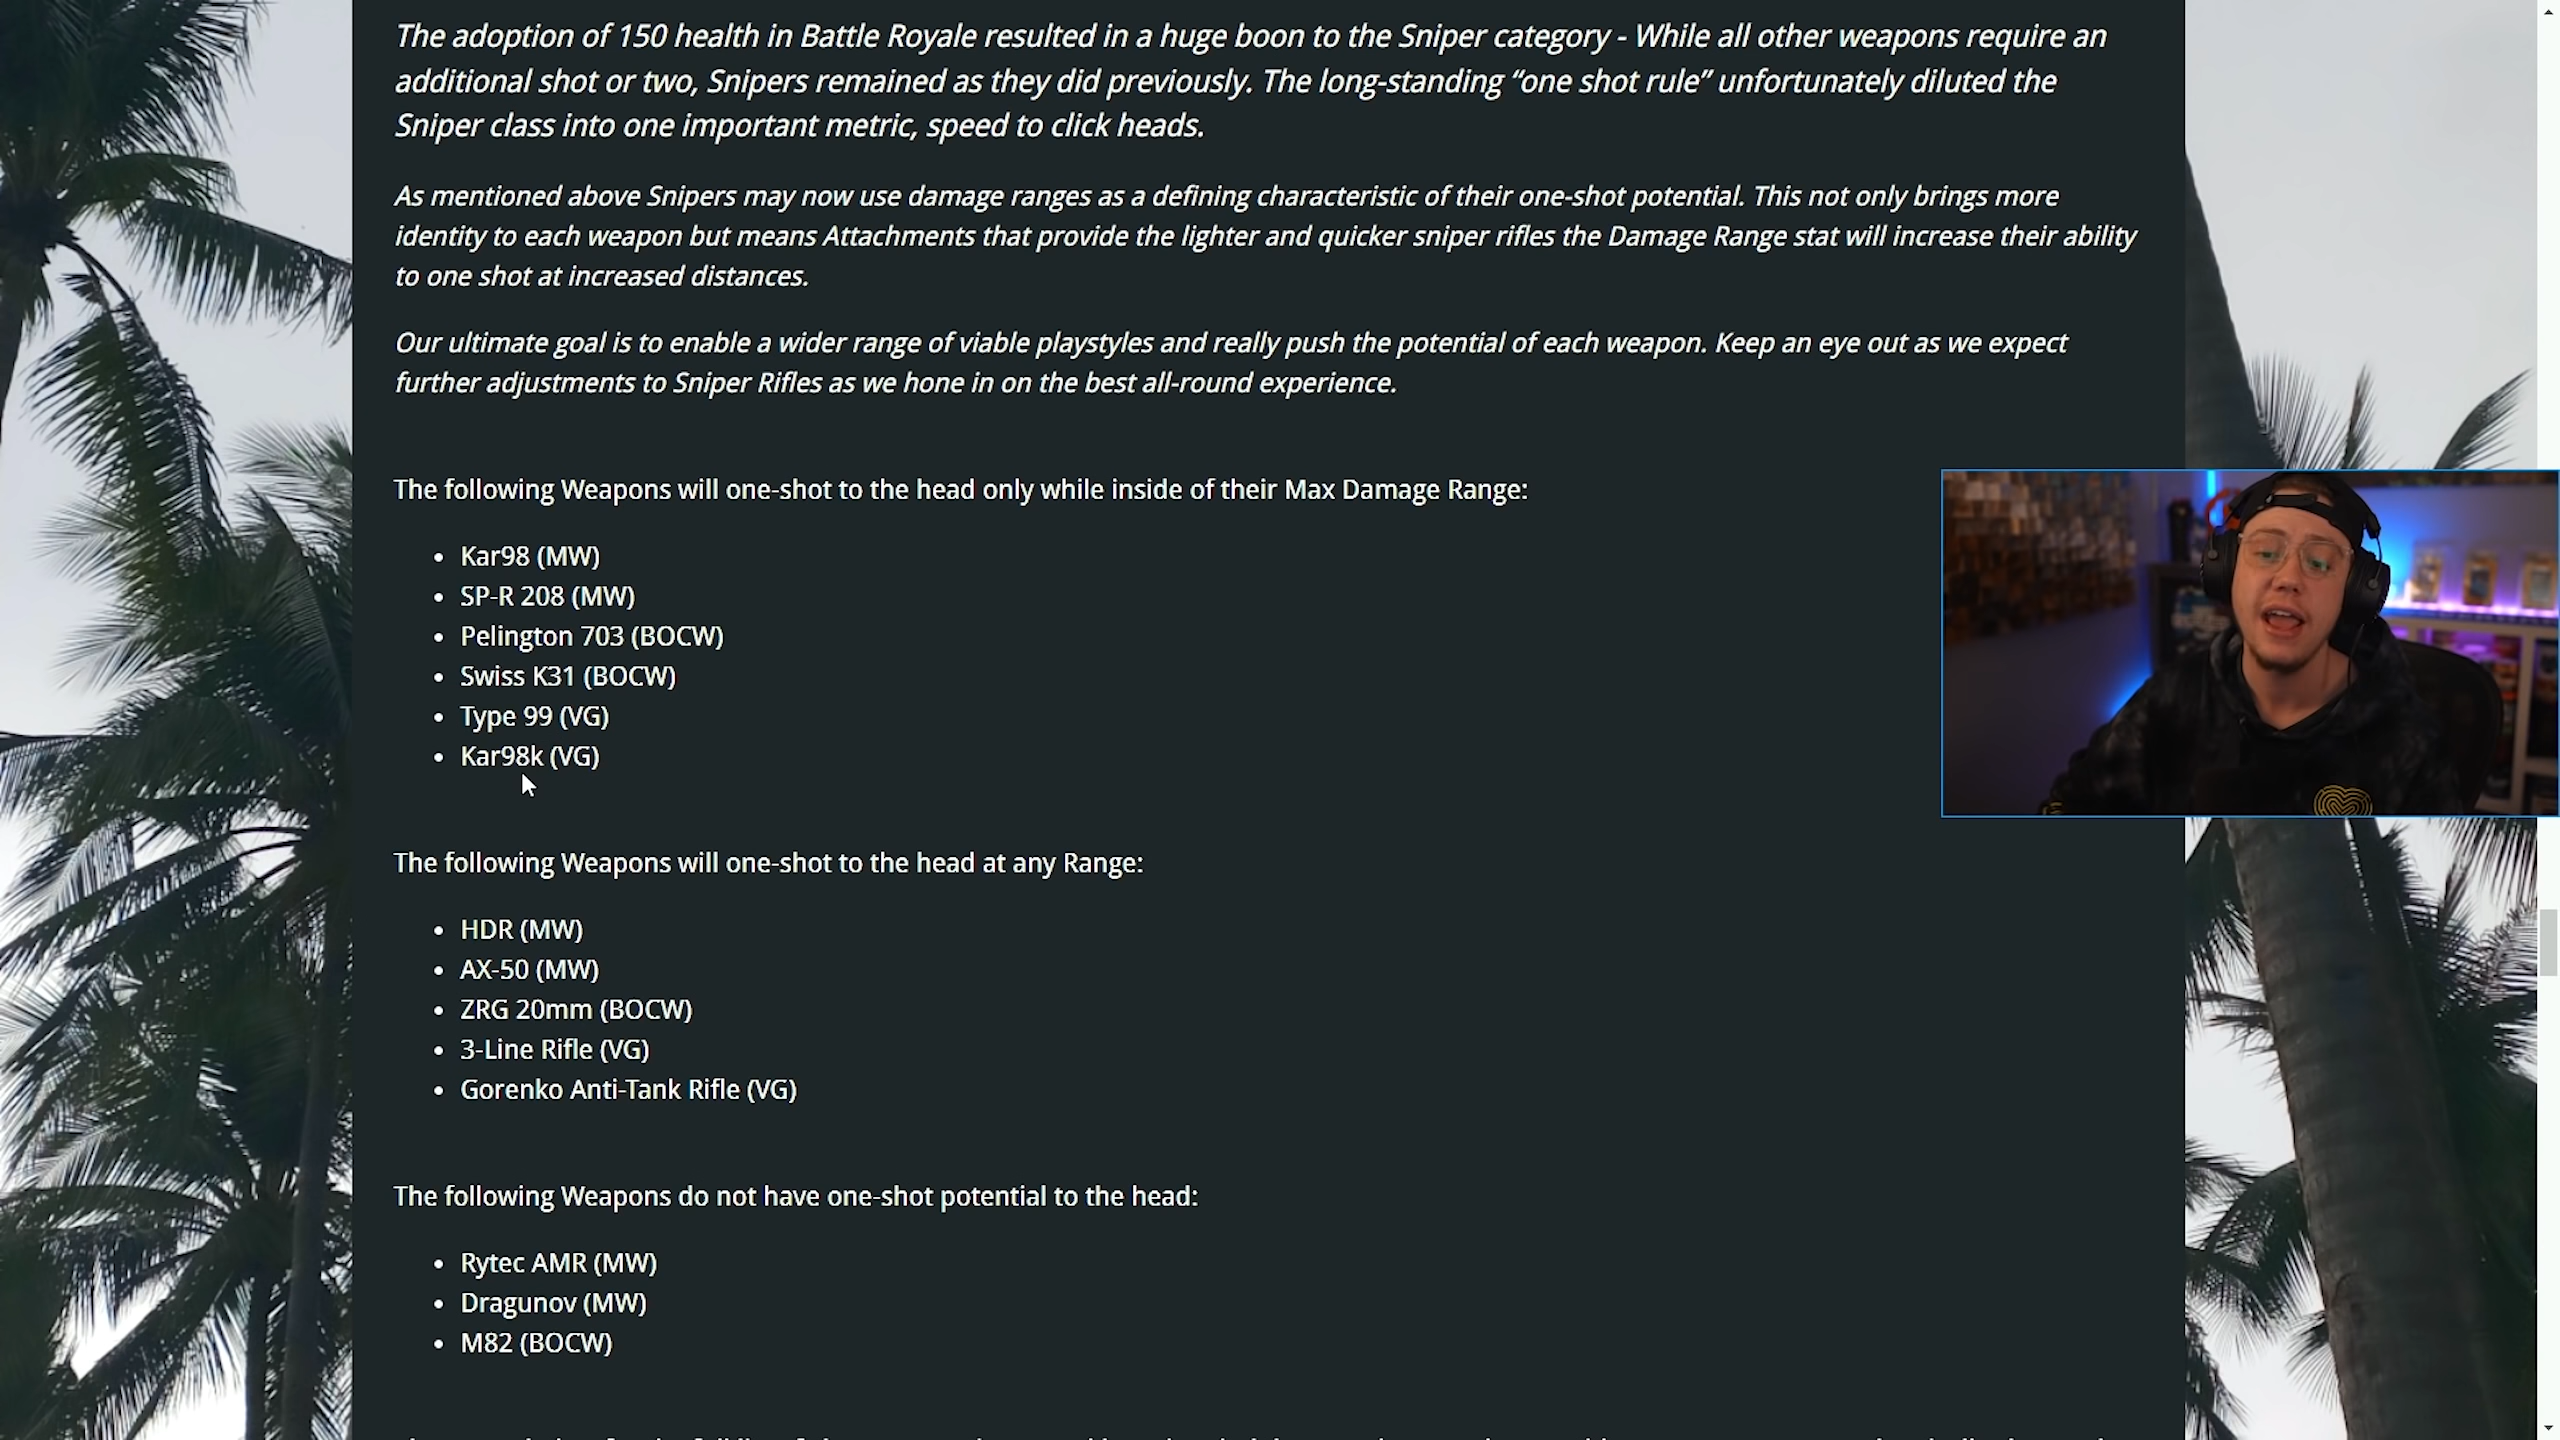 The adoption of 150 health in Battle Royale resulted in a huge boon to the Sniper category - While all other weapons require an
additional shot or two, Snipers remained as they did previously. The long-standing “one shot rule” unfortunately diluted the
Sniper class into one important metric, speed to click heads.
As mentioned above Snipers may now use damage ranges as a defining characteristic of their one-shot potential. This not only brings more
identity to each weapon but means Attachments that provide the lighter and quicker sniper rifles the Damage Range stat will increase their ability
to one shot at increased distances.
Our ultimate goal is to enable a wider range of viable playstyles and really push the potential of each weapon. Keep an eye out as we expect
further adjustments to Sniper Rifles as we hone in on the best all-round experience.
The following Weapons will one-shot to the head only while inside of their Max Damage Range:
• Kar98 (MW)
• SP-R 208 (MW)
• Pelington 703 (BOCW)
• Swiss K31 (BOCW)
• Type 99 (VG)
• Kar98k (VG)
The following Weapons will one-shot to the head at any Range:
• HDR (MW)
• AX-50 (MW)
• ZRG 20mm (BOCW)
• 3-Line Rifle (VG)
• Gorenko Anti-Tank Rifle (VG)
The following Weapons do not have one-shot potential to the head:
• Rytec AMR (MW)
• Dragunov (MW)
• M82 (BOCW)